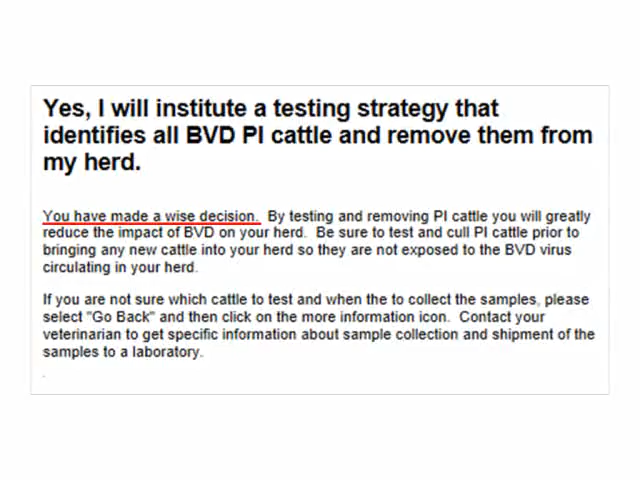 Yes, I will institute a testing strategy that
identifies all BVD PI cattle and remove them from
my herd.
You have made a wise decision. By testing and removing PI cattle you will greatly
reduce the impact of BVD on your herd. Be sure to test and cull PI cattle prior to
bringing any new cattle into your herd so they are not exposed to the BVD virus
circulating in your herd.
If you are not sure which cattle to test and when the to collect the samples, please
select "Go Back" and then click on the more information icon. Contact your
veterinarian to get specific information about sample collection and shipment of the
samples to a laboratory.